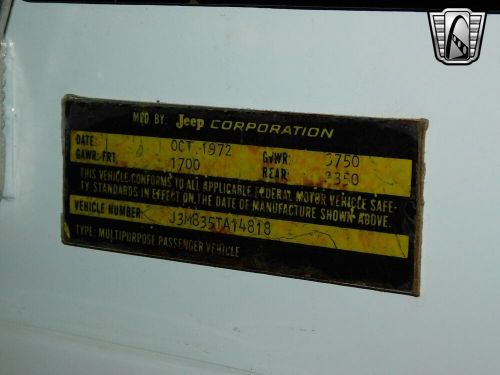 MFD BY: Jeep CORPORATION
DATE: OCT. 1972 GVWR: 3750
GAWR. FRT. 1700 REAR 2350
THIS VEHICLE CONFORMS TO ALL APPLICABLE FEDERAL MOTOR VEHICLE SAFE-
TY STANDARDS IN EFFECT ON THE DATE OF MANUFACTURE SHOWN ABOVE.
VEHICLE NUMBER: J3M835TA14818
TYPE: MULTIPURPOSE PASSENGER VEHICLE